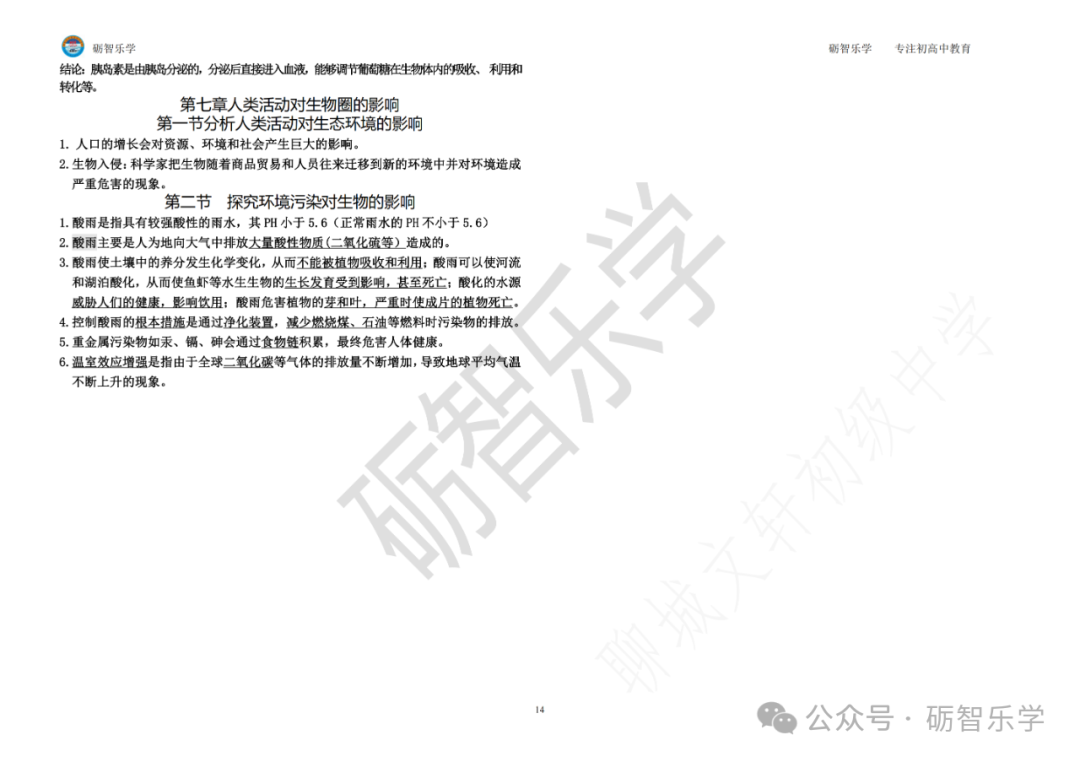 砺智乐学
砺智乐学 专注初高中教育
结论：胰岛素是由胰岛分泌的，分泌后直接进入血液，能够调节葡萄糖在生物体内的吸收、 利用和
转化等。
第七章人类活动对生物圈的影响
第一节分析人类活动对生态环境的影响
1. 人口的增长会对资源、环境和社会产生巨大的影响。
2. 生物入侵：科学家把生物随着商品贸易和人员往来迁移到新的环境中并对环境造成
严重危害的现象。
第二节 探究环境污染对生物的影响
1. 酸雨是指具有较强酸性的雨水，其 PH 小于 5.6（正常雨水的 PH 不小于 5.6）
2. 酸雨主要是人为地向大气中排放大量酸性物质(二氧化硫等）造成的。
3. 酸雨使土壤中的养分发生化学变化，从而不能被植物吸收和利用；酸雨可以使河流
和湖泊酸化，从而使鱼虾等水生生物的生长发育受到影响，甚至死亡；酸化的水源
威胁人们的健康，影响饮用；酸雨危害植物的芽和叶，严重时使成片的植物死亡。
4. 控制酸雨的根本措施是通过净化装置，减少燃烧煤、石油等燃料时污染物的排放。
5. 重金属污染物如汞、镉、砷会通过食物链积累，最终危害人体健康。
6. 温室效应增强是指由于全球二氧化碳等气体的排放量不断增加，导致地球平均气温
不断上升的现象。
砺智乐学
聊城文轩初级中学
14
公众号 · 砺智乐学